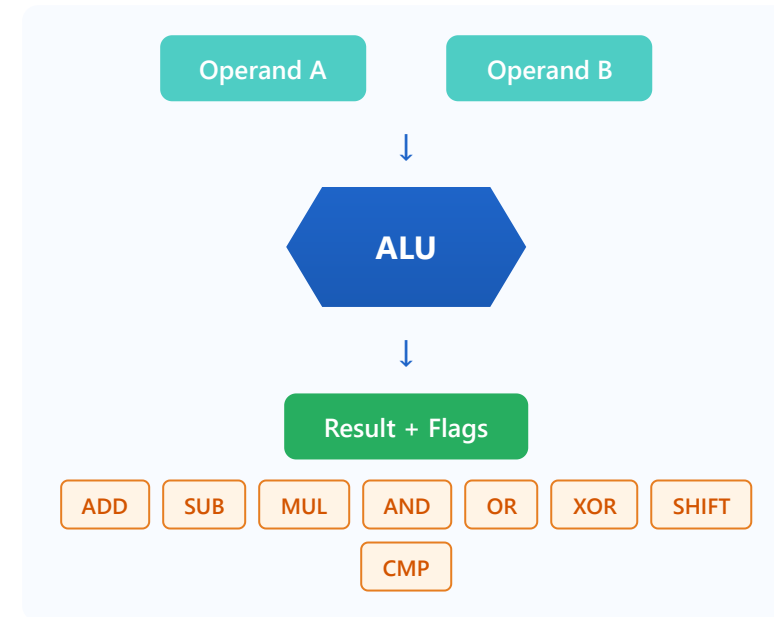 Operand A Operand B
↓
ALU
↓
Result + Flags
ADD SUB MUL AND OR XOR SHIFT
CMP